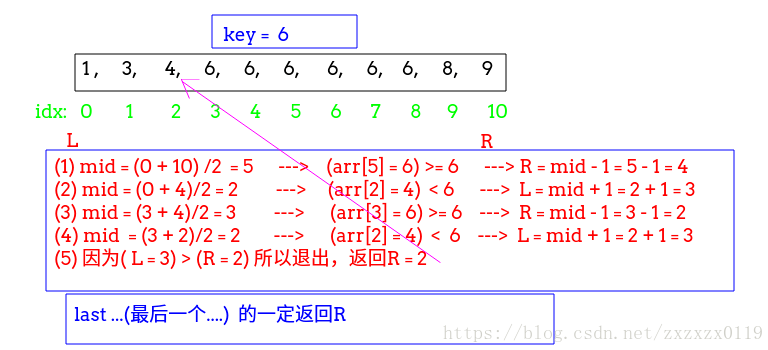 key = 6
1 , 3, 4, 6, 6, 6, 6, 6, 6, 8, 9
idx: 0 1 2 3 4 5 6 7 8 9 10
L R
(1) mid = (0 + 10) /2 = 5 ---> (arr[5] = 6) >= 6 ---> R = mid - 1 = 5 - 1 = 4
(2) mid = (0 + 4)/2 = 2 ---> (arr[2] = 4) < 6 ---> L = mid + 1 = 2 + 1 = 3
(3) mid = (3 + 4)/2 = 3 ---> (arr[3] = 6) >= 6 ---> R = mid - 1 = 3 - 1 = 2
(4) mid = (3 + 2)/2 = 2 ---> (arr[2] = 4) < 6 ---> L = mid + 1 = 2 + 1 = 3
(5) 因为( L = 3) > (R = 2) 所以退出，返回R = 2
last ...(最后一个....) 的一定返回R
https://blog.csdn.net/zxzxzx0119